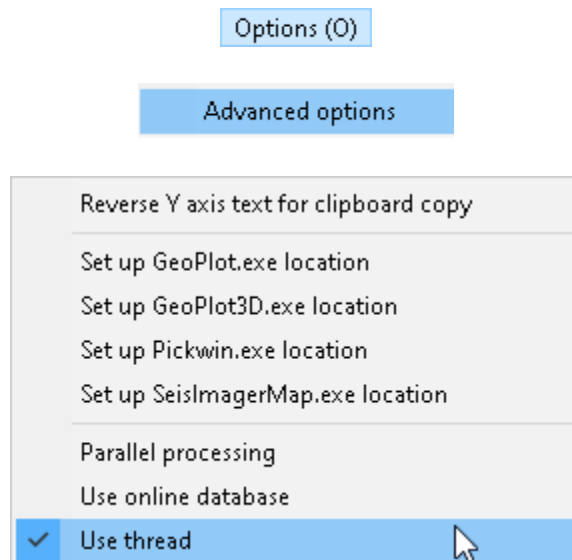 Options (O)
Advanced options
Reverse Y axis text for clipboard copy
Set up GeoPlot.exe location
Set up GeoPlot3D.exe location
Set up Pickwin.exe location
Set up SeisImagerMap.exe location
Parallel processing
Use online database
Use thread